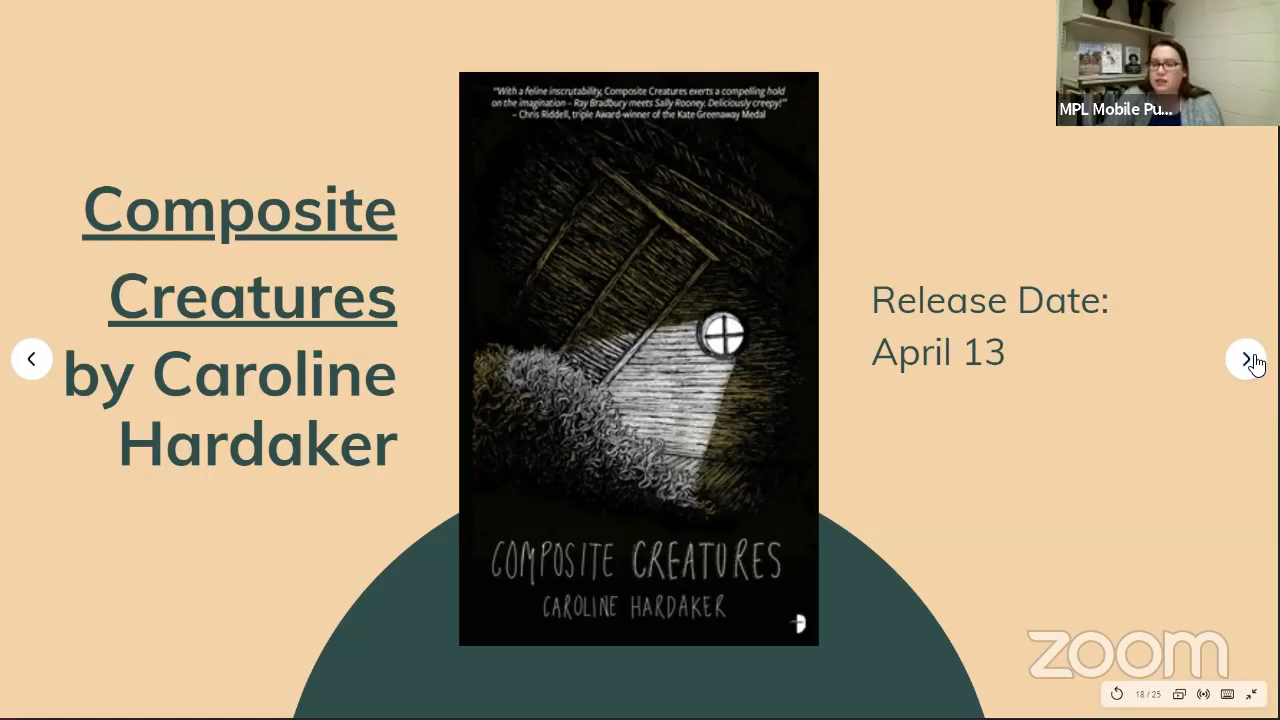 Composite
Creatures
by Caroline
Hardaker
"With a feline inscrutability, Composite Creatures exerts a compelling hold
on the imagination – Ray Bradbury meets Sally Rooney. Deliciously creepy!"
– Chris Riddell, triple Award-winner of the Kate Greenaway Medal
COMPOSITE CREATURES
CAROLINE HARDAKER
Release Date:
April 13
MPL Mobile Pu...
zoom
18 / 25